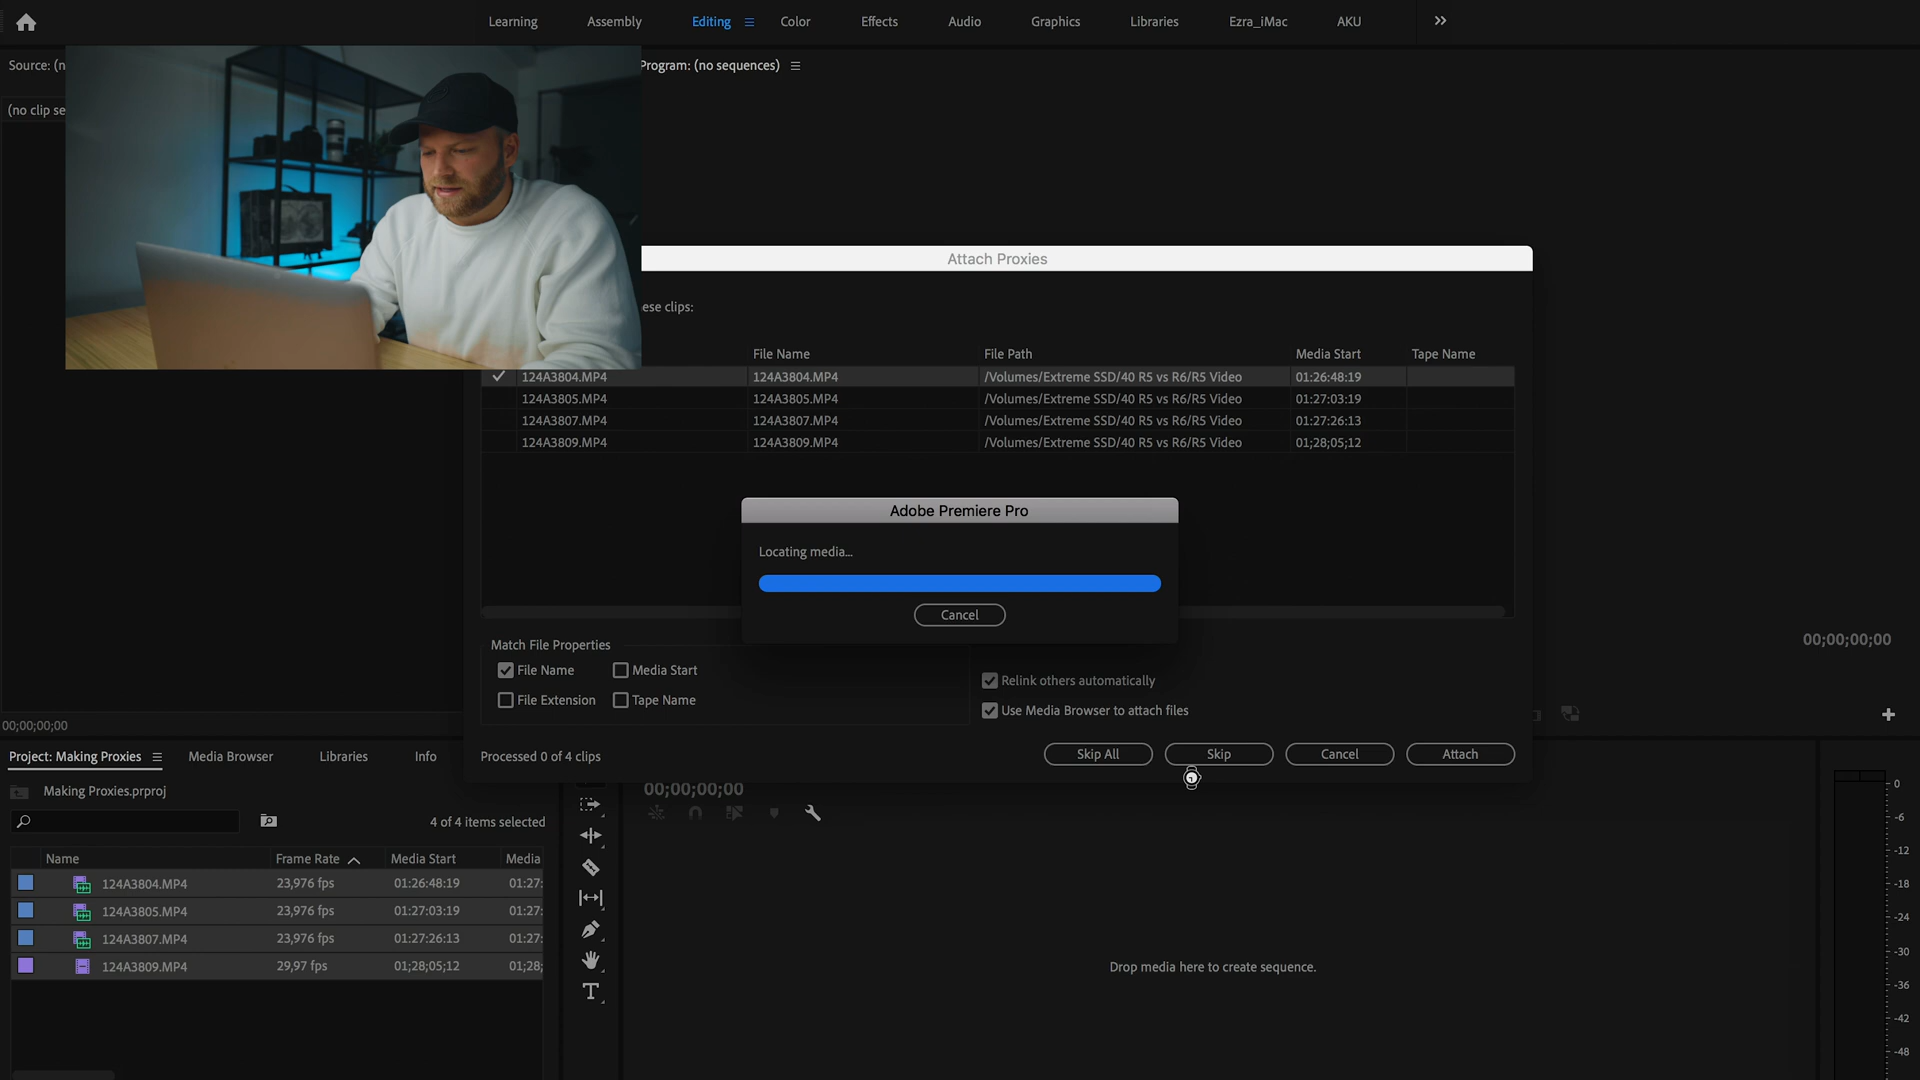 Learning Assembly Editing Color Effects Audio Graphics Libraries Ezra_iMac AKU
Source: (n
Program: (no sequences)
(no clip se
Attach Proxies
ese clips:
File Name File Path Media Start Tape Name
124A3804.MP4 124A3804.MP4 /Volumes/Extreme SSD/40 R5 vs R6/R5 Video 01:26:48:19
124A3805.MP4 124A3805.MP4 /Volumes/Extreme SSD/40 R5 vs R6/R5 Video 01:27:03:19
124A3807.MP4 124A3807.MP4 /Volumes/Extreme SSD/40 R5 vs R6/R5 Video 01:27:26:13
124A3809.MP4 124A3809.MP4 /Volumes/Extreme SSD/40 R5 vs R6/R5 Video 01;28;05;12
Adobe Premiere Pro
Locating media...
Cancel
Match File Properties
File Name Media Start
File Extension Tape Name
Relink others automatically
Use Media Browser to attach files
00;00;00;00
00;00;00;00
Processed 0 of 4 clips
Skip All Skip Cancel Attach
Project: Making Proxies Media Browser Libraries Info
Making Proxies.prproj
00;00;00;00
4 of 4 items selected
Name Frame Rate Media Start Media
124A3804.MP4 23,976 fps 01:26:48:19 01:27:
124A3805.MP4 23,976 fps 01:27:03:19 01:27:
124A3807.MP4 23,976 fps 01:27:26:13 01:27:
124A3809.MP4 29,97 fps 01;28;05;12 01;28;
Drop media here to create sequence.
0
-6
-12
-18
-24
-30
-36
-42
-48